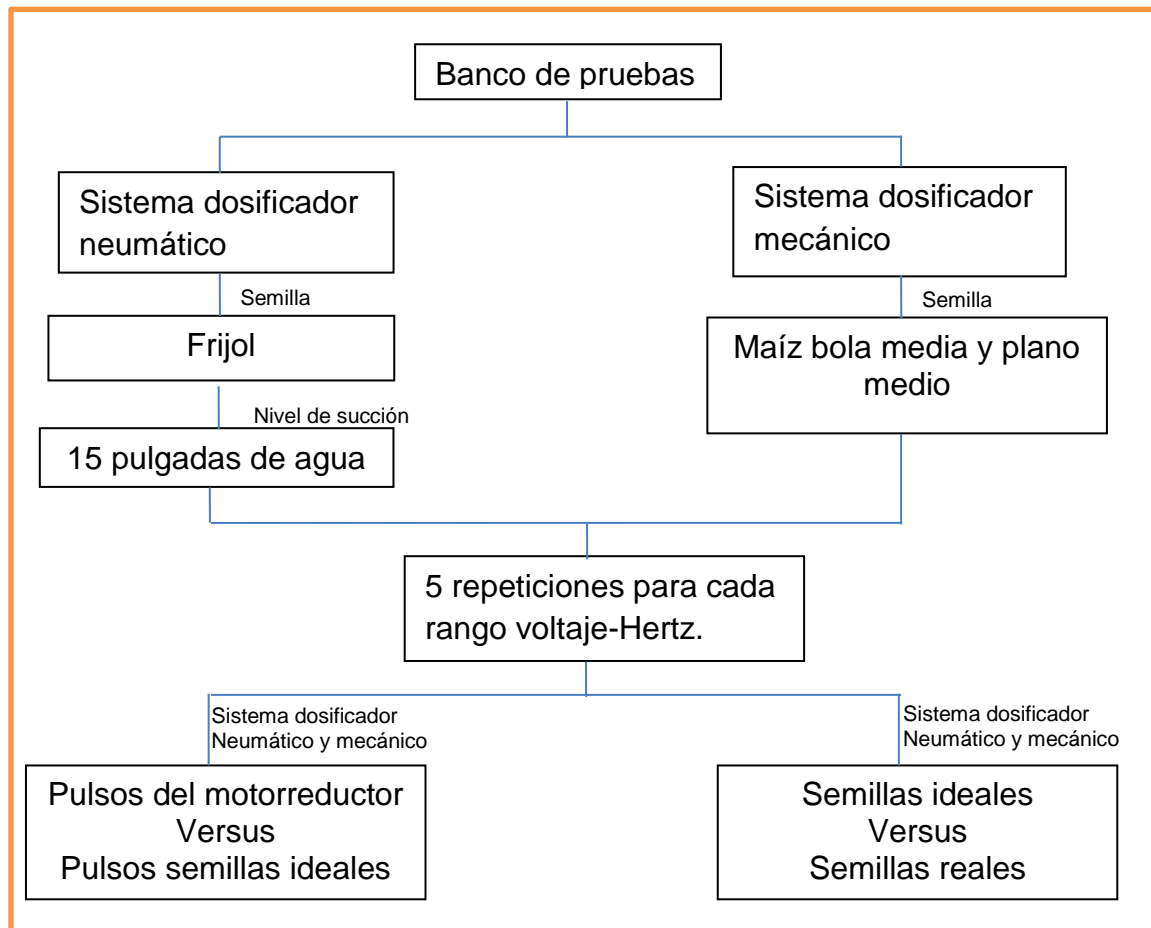 Banco de pruebas
Sistema dosificador
neumático
Sistema dosificador
mecánico
Semilla
Semilla
Frijol
Maíz bola media y plano
medio
Nivel de succión
15 pulgadas de agua
5 repeticiones para cada
rango voltaje-Hertz.
Sistema dosificador
Neumático y mecánico
Sistema dosificador
Neumático y mecánico
Pulsos del motorreductor
Versus
Pulsos semillas ideales
Semillas ideales
Versus
Semillas reales